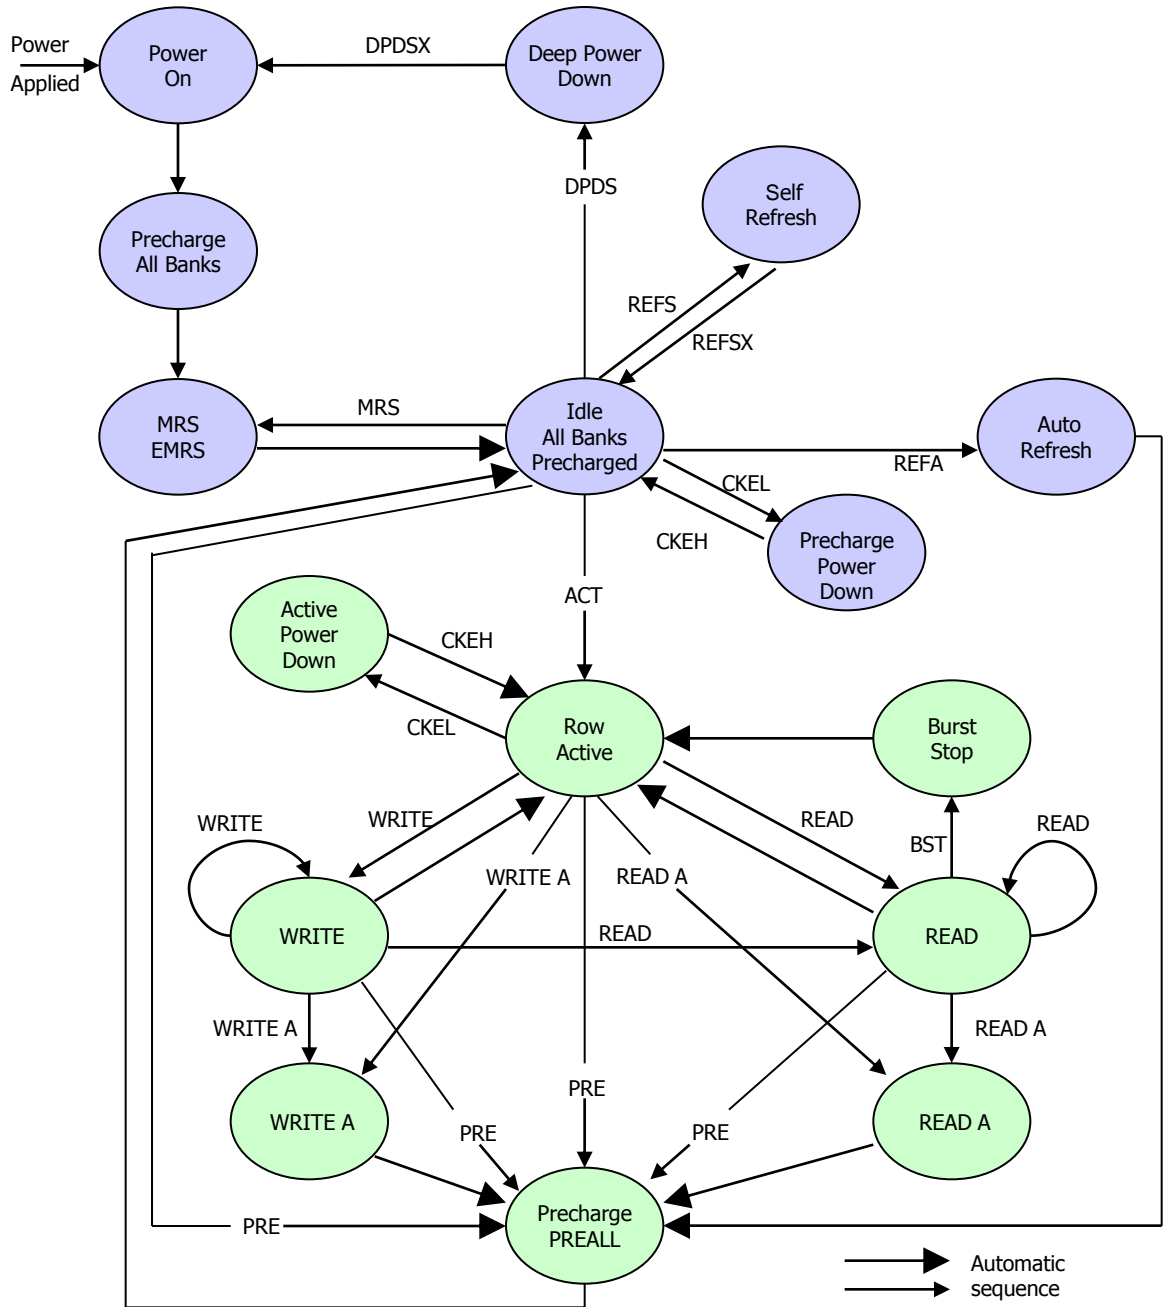 Power
Applied
Power
On
DPDSX
Deep Power
Down
DPDS
Self
Refresh
Precharge
All Banks
REFS
REFSX
MRS
EMRS
MRS
Idle
All Banks
Precharged
Auto
Refresh
REFA
CKEL
CKEH
Precharge
Power
Down
ACT
Active
Power
Down
CKEH
CKEL
Row
Active
Burst
Stop
WRITE
WRITE
READ
BST
READ
WRITE A
READ A
WRITE
READ
READ
WRITE A
READ A
WRITE A
PRE
PRE
PRE
READ A
PRE
Precharge
PREALL
Automatic
sequence